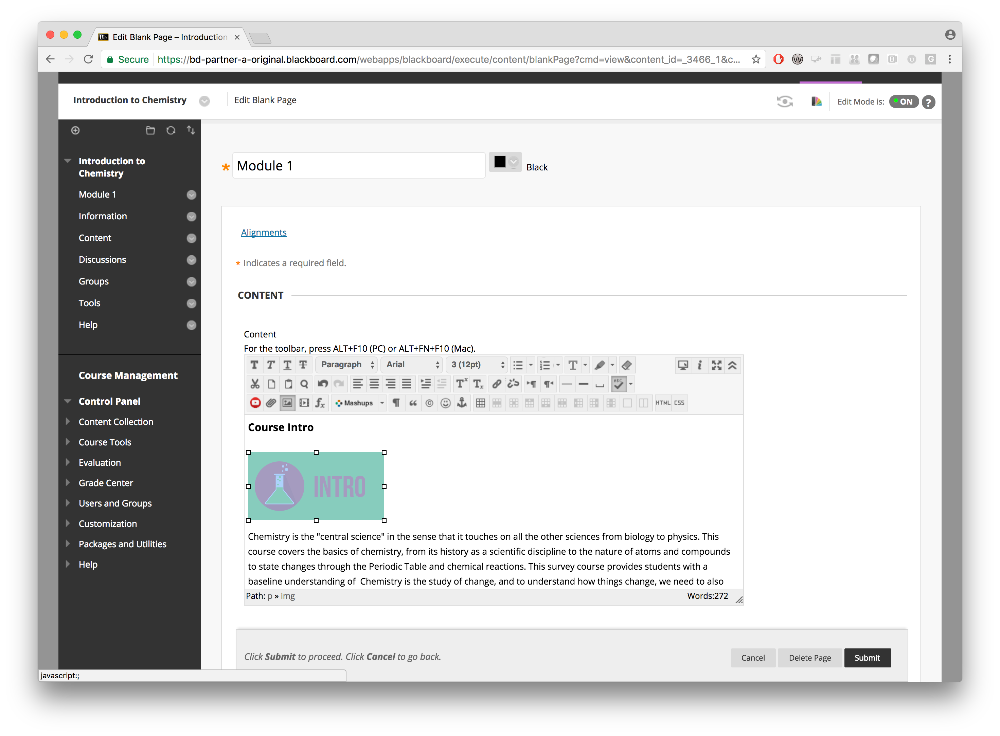 Bb Edit Blank Page – Introduction
Secure https://bd-partner-a-original.blackboard.com/webapps/blackboard/execute/content/blankPage?cmd=view&content_id=_3466_1&c...
Introduction to Chemistry Edit Blank Page Edit Mode is: ON ?
Introduction to
Chemistry
Module 1
Information
Content
Discussions
Groups
Tools
Help
Course Management
Control Panel
Content Collection
Course Tools
Evaluation
Grade Center
Users and Groups
Customization
Packages and Utilities
Help
* Module 1 Black
Alignments
* Indicates a required field.
CONTENT
Content
For the toolbar, press ALT+F10 (PC) or ALT+FN+F10 (Mac).
T T T T Paragraph Arial 3 (12pt) T i
Tx Tx ABC
fx Mashups ¶ “ © HTML CSS
Course Intro
INTRO
Chemistry is the "central science" in the sense that it touches on all the other sciences from biology to physics. This
course covers the basics of chemistry, from its history as a scientific discipline to the nature of atoms and compounds
to state changes through the Periodic Table and chemical reactions. This survey course provides students with a
baseline understanding of  Chemistry is the study of change, and to understand how things change, we need to also
Path: p » img Words:272
Click Submit to proceed. Click Cancel to go back.
Cancel Delete Page Submit
javascript:;